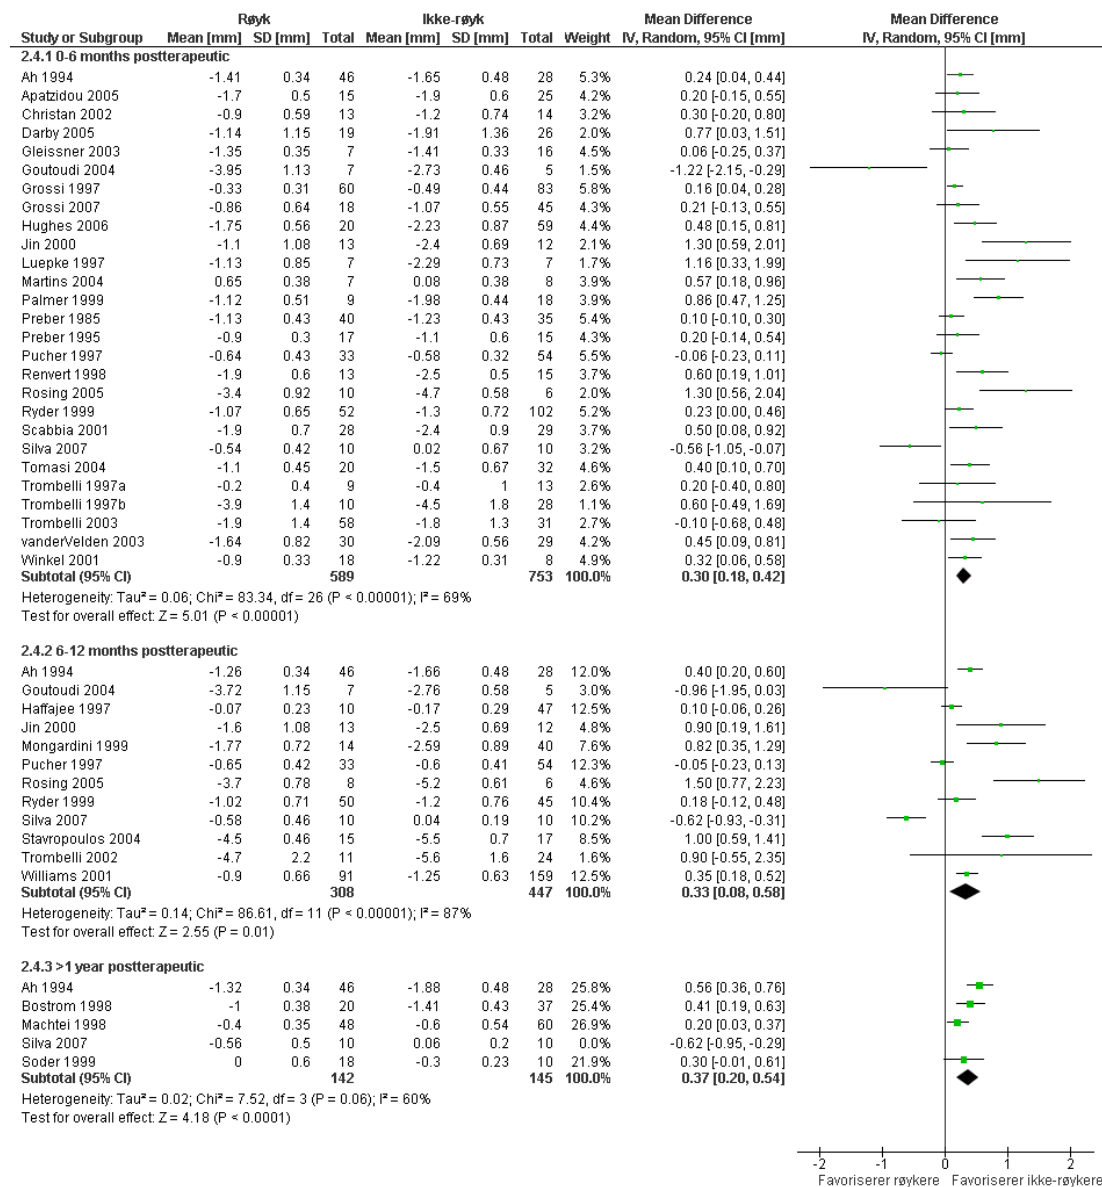 Røyk Ikke-røyk Mean Difference Mean Difference
Study or Subgroup Mean [mm] SD [mm] Total Mean [mm] SD [mm] Total Weight IV, Random, 95% CI [mm] IV, Random, 95% CI [mm]
2.4.1 0-6 months postterapeutic
Ah 1994 -1.41 0.34 46 -1.65 0.48 28 5.3% 0.24 [0.04, 0.44]
Apatzidou 2005 -1.7 0.5 15 -1.9 0.6 25 4.2% 0.20 [-0.15, 0.55]
Christan 2002 -0.9 0.59 13 -1.2 0.74 14 3.2% 0.30 [-0.20, 0.80]
Darby 2005 -1.14 1.15 19 -1.91 1.36 26 2.0% 0.77 [0.03, 1.51]
Gleissner 2003 -1.35 0.35 7 -1.41 0.33 16 4.5% 0.06 [-0.25, 0.37]
Goutoudi 2004 -3.95 1.13 7 -2.73 0.46 5 1.5% -1.22 [-2.15, -0.29]
Grossi 1997 -0.33 0.31 60 -0.49 0.44 83 5.8% 0.16 [0.04, 0.28]
Grossi 2007 -0.86 0.64 18 -1.07 0.55 45 4.3% 0.21 [-0.13, 0.55]
Hughes 2006 -1.75 0.56 20 -2.23 0.87 59 4.3% 0.48 [0.15, 0.81]
Jin 2000 -1.1 1.08 13 -2.4 0.69 12 2.1% 1.30 [0.59, 2.01]
Luepke 1997 -1.13 0.85 7 -2.29 0.73 7 1.7% 1.16 [0.33, 1.99]
Martins 2004 0.65 0.38 7 0.08 0.38 8 3.9% 0.57 [0.18, 0.96]
Palmer 1999 -1.12 0.51 9 -1.98 0.44 18 3.9% 0.86 [0.47, 1.25]
Preber 1985 -1.13 0.43 40 -1.23 0.43 35 5.4% 0.10 [-0.10, 0.30]
Preber 1995 -0.9 0.3 17 -1.1 0.6 15 4.3% 0.20 [-0.14, 0.54]
Pucher 1997 -0.64 0.43 33 -0.58 0.32 54 5.5% -0.06 [-0.23, 0.11]
Renvert 1998 -1.9 0.6 13 -2.5 0.5 15 3.7% 0.60 [0.19, 1.01]
Rosing 2005 -3.4 0.92 10 -4.7 0.58 6 2.0% 1.30 [0.56, 2.04]
Ryder 1999 -1.07 0.65 52 -1.3 0.72 102 5.2% 0.23 [0.00, 0.46]
Scabbia 2001 -1.9 0.7 28 -2.4 0.9 29 3.7% 0.50 [0.08, 0.92]
Silva 2007 -0.54 0.42 10 0.02 0.67 10 3.2% -0.56 [-1.05, -0.07]
Tomasi 2004 -1.1 0.45 20 -1.5 0.67 32 4.6% 0.40 [0.10, 0.70]
Trombelli 1997a -0.2 0.4 9 -0.4 1 13 2.6% 0.20 [-0.40, 0.80]
Trombelli 1997b -3.9 1.4 10 -4.5 1.8 28 1.1% 0.60 [-0.49, 1.69]
Trombelli 2003 -1.9 1.4 58 -1.8 1.3 31 2.7% -0.10 [-0.68, 0.48]
vanderVelden 2003 -1.64 0.82 30 -2.09 0.56 29 4.1% 0.45 [0.09, 0.81]
Winkel 2001 -0.9 0.33 18 -1.22 0.31 8 4.9% 0.32 [0.06, 0.58]
Subtotal (95% CI) 589 753 100.0% 0.30 [0.18, 0.42]
Heterogeneity: Tau² = 0.06; Chi² = 83.34, df = 26 (P < 0.00001); I² = 69%
Test for overall effect: Z = 5.01 (P < 0.00001)
2.4.2 6-12 months postterapeutic
Ah 1994 -1.26 0.34 46 -1.66 0.48 28 12.0% 0.40 [0.20, 0.60]
Goutoudi 2004 -3.72 1.15 7 -2.76 0.58 5 3.0% -0.96 [-1.95, 0.03]
Haffajee 1997 -0.07 0.23 10 -0.17 0.29 47 12.5% 0.10 [-0.06, 0.26]
Jin 2000 -1.6 1.08 13 -2.5 0.69 12 4.8% 0.90 [0.19, 1.61]
Mongardini 1999 -1.77 0.72 14 -2.59 0.89 40 7.6% 0.82 [0.35, 1.29]
Pucher 1997 -0.65 0.42 33 -0.6 0.41 54 12.3% -0.05 [-0.23, 0.13]
Rosing 2005 -3.7 0.78 8 -5.2 0.61 6 4.6% 1.50 [0.77, 2.23]
Ryder 1999 -1.02 0.71 50 -1.2 0.76 45 10.4% 0.18 [-0.12, 0.48]
Silva 2007 -0.58 0.46 10 0.04 0.19 10 10.2% -0.62 [-0.93, -0.31]
Stavropoulos 2004 -4.5 0.46 15 -5.5 0.7 17 8.5% 1.00 [0.59, 1.41]
Trombelli 2002 -4.7 2.2 11 -5.6 1.6 24 1.6% 0.90 [-0.55, 2.35]
Williams 2001 -0.9 0.66 91 -1.25 0.63 159 12.5% 0.35 [0.18, 0.52]
Subtotal (95% CI) 308 447 100.0% 0.33 [0.08, 0.58]
Heterogeneity: Tau² = 0.14; Chi² = 86.61, df = 11 (P < 0.00001); I² = 87%
Test for overall effect: Z = 2.55 (P = 0.01)
2.4.3 >1 year postterapeutic
Ah 1994 -1.32 0.34 46 -1.88 0.48 28 25.8% 0.56 [0.36, 0.76]
Bostrom 1998 -1 0.38 20 -1.41 0.43 37 25.4% 0.41 [0.19, 0.63]
Machtei 1998 -0.4 0.35 48 -0.6 0.54 60 26.9% 0.20 [0.03, 0.37]
Silva 2007 -0.56 0.5 10 0.06 0.2 10 0.0% -0.62 [-0.95, -0.29]
Soder 1999 0 0.6 18 -0.3 0.23 10 21.9% 0.30 [-0.01, 0.61]
Subtotal (95% CI) 142 145 100.0% 0.37 [0.20, 0.54]
Heterogeneity: Tau² = 0.02; Chi² = 7.52, df = 3 (P = 0.06); I² = 60%
Test for overall effect: Z = 4.18 (P < 0.0001)
-2 -1 0 1 2
Favoriserer røykere Favoriserer ikke-røykere